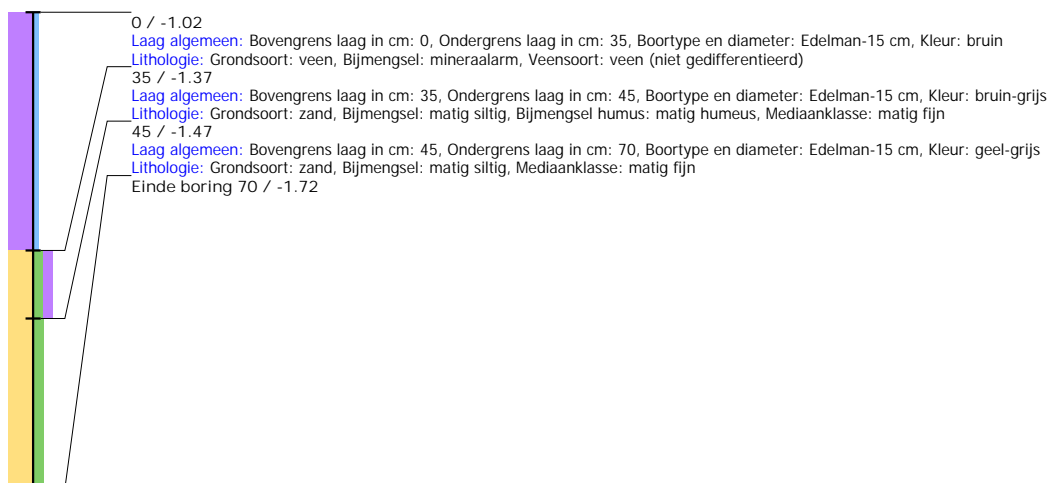 0 / -1.02
Laag algemeen: Bovengrens laag in cm: 0, Ondergrens laag in cm: 35, Boortype en diameter: Edelman-15 cm, Kleur: bruin
Lithologie: Grondsoort: veen, Bijmengsel: mineraalarm, Veensoort: veen (niet gedifferentieerd)
35 / -1.37
Laag algemeen: Bovengrens laag in cm: 35, Ondergrens laag in cm: 45, Boortype en diameter: Edelman-15 cm, Kleur: bruin-grijs
Lithologie: Grondsoort: zand, Bijmengsel: matig siltig, Bijmengsel humus: matig humeus, Mediaanklasse: matig fijn
45 / -1.47
Laag algemeen: Bovengrens laag in cm: 45, Ondergrens laag in cm: 70, Boortype en diameter: Edelman-15 cm, Kleur: geel-grijs
Lithologie: Grondsoort: zand, Bijmengsel: matig siltig, Mediaanklasse: matig fijn
Einde boring 70 / -1.72